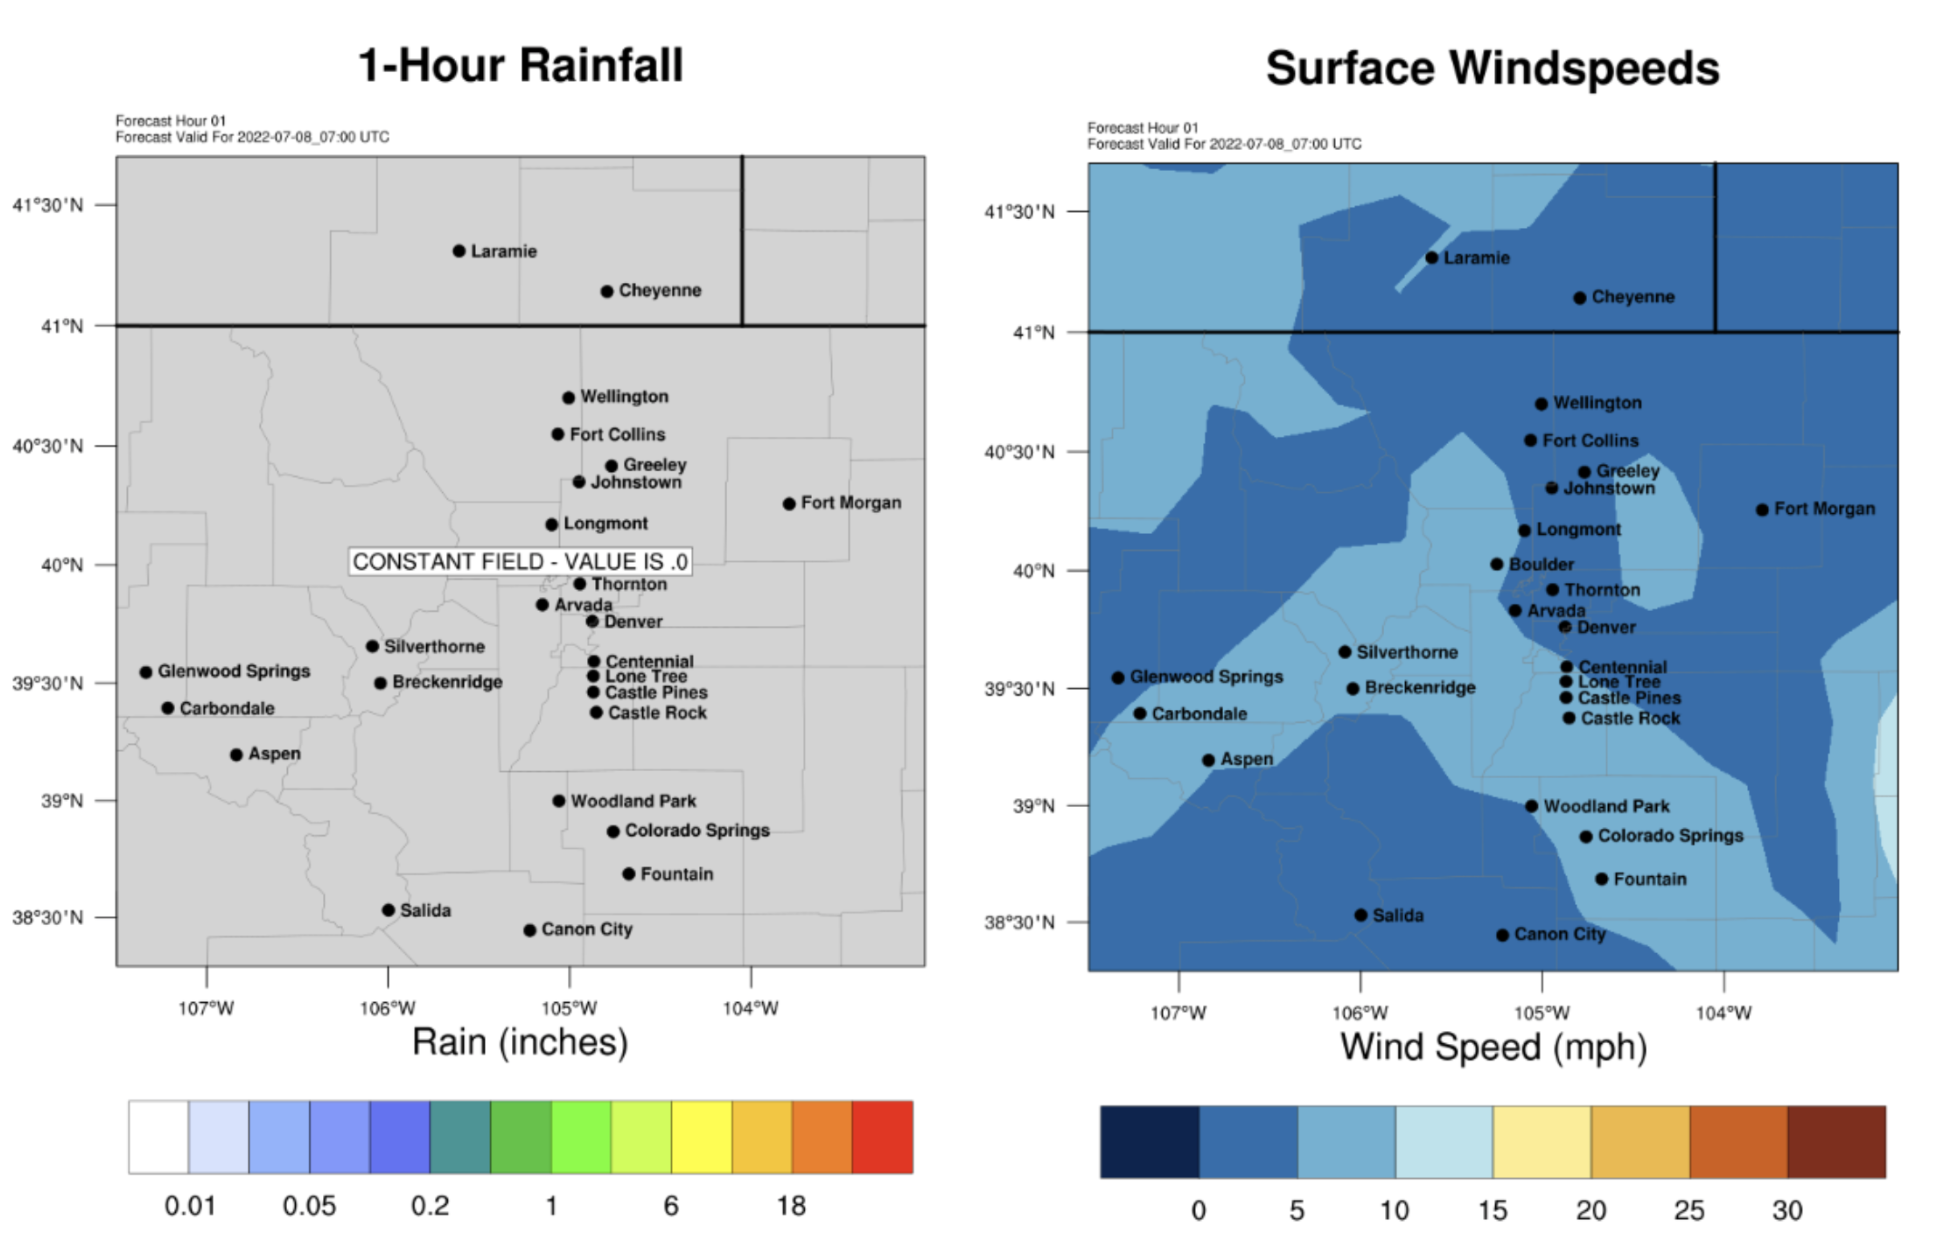 1-Hour Rainfall
Forecast Hour 01
Forecast Valid For 2022-07-08_07:00 UTC
41°30'N
41°N
40°30'N
40°N
39°30'N
39°N
38°30'N
Laramie
Cheyenne
Wellington
Fort Collins
Greeley
Johnstown
Fort Morgan
Longmont
CONSTANT FIELD - VALUE IS .0
Thornton
Arvada
Denver
Silverthorne
Centennial
Glenwood Springs
Lone Tree
Breckenridge
Castle Pines
Carbondale
Castle Rock
Aspen
Woodland Park
Colorado Springs
Fountain
Salida
Canon City
107°W 106°W 105°W 104°W
Rain (inches)
0.01 0.05 0.2 1 6 18
Surface Windspeeds
Forecast Hour 01
Forecast Valid For 2022-07-08_07:00 UTC
41°30'N
41°N
40°30'N
40°N
39°30'N
39°N
38°30'N
Laramie
Cheyenne
Wellington
Fort Collins
Greeley
Johnstown
Fort Morgan
Longmont
Boulder
Thornton
Arvada
Denver
Silverthorne
Centennial
Glenwood Springs
Lone Tree
Breckenridge
Castle Pines
Carbondale
Castle Rock
Aspen
Woodland Park
Colorado Springs
Fountain
Salida
Canon City
107°W 106°W 105°W 104°W
Wind Speed (mph)
0 5 10 15 20 25 30